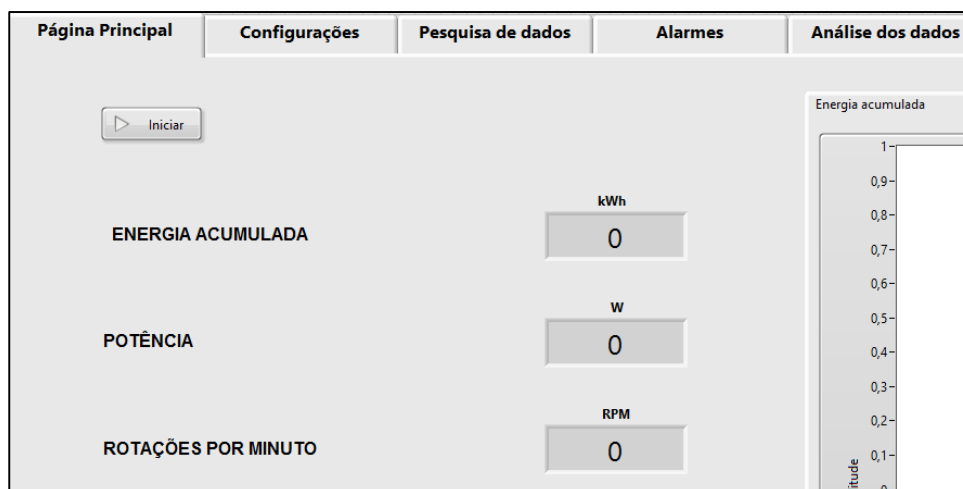 Página Principal
Configurações
Pesquisa de dados
Alarmes
Análise dos dados
Iniciar
kWh
ENERGIA ACUMULADA
0
W
POTÊNCIA
0
RPM
ROTAÇÕES POR MINUTO
0
Energia acumulada
1
0,9
0,8
0,7
0,6
0,5
0,4
0,3
0,2
0,1